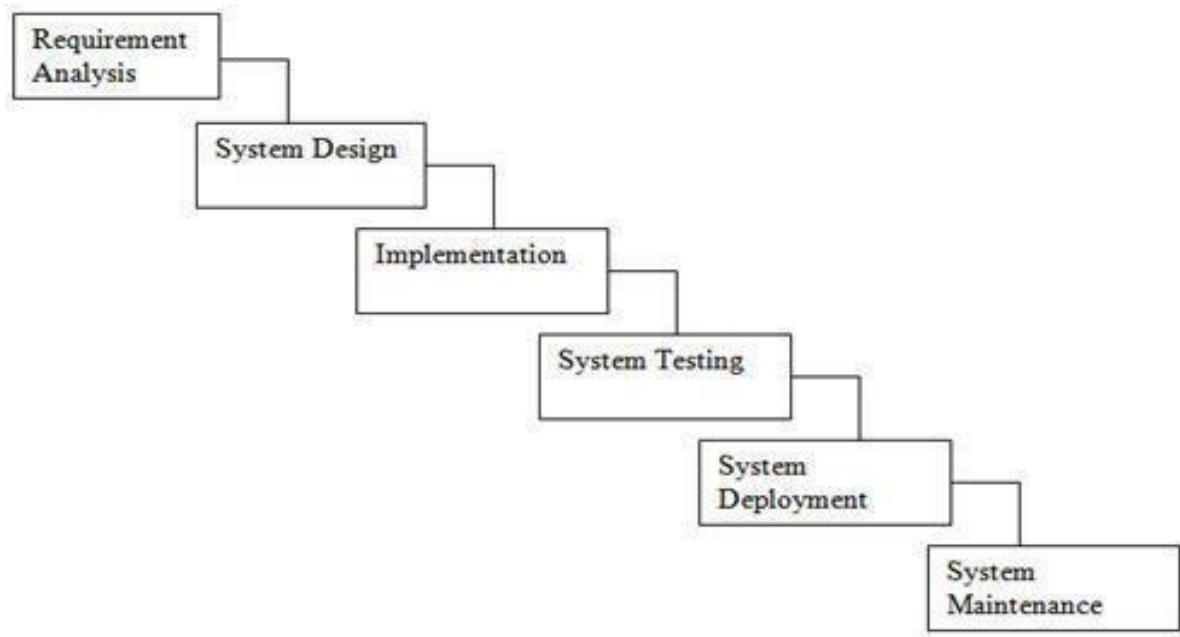 Requirement
Analysis
System Design
Implementation
System Testing
System
Deployment
System
Maintenance